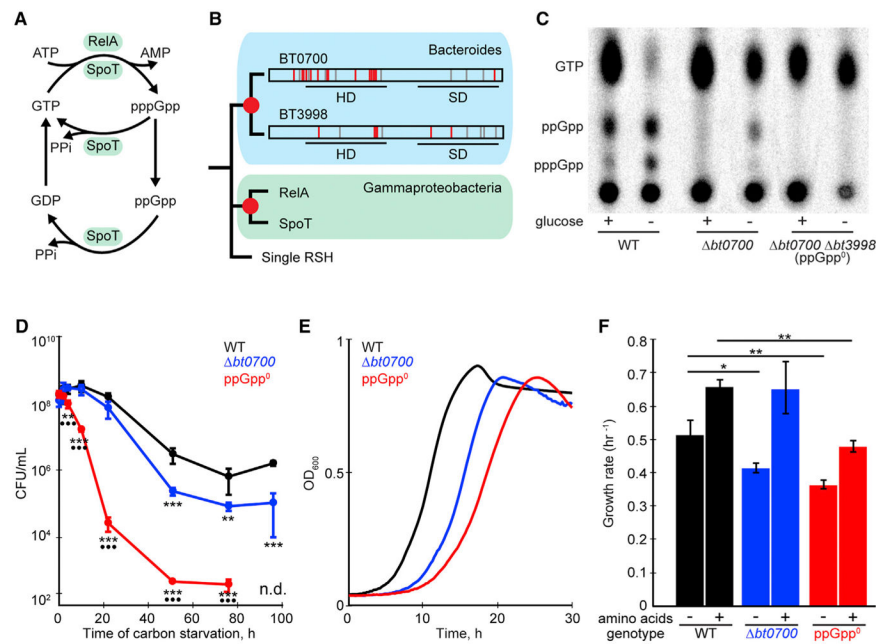 A
RelA
ATP
AMP
SpoT
GTP
pppGpp
PPi
SpoT
GDP
ppGpp
SpoT
PPi
B
Bacteroides
BT0700
HD
SD
BT3998
HD
SD
Gammaproteobacteria
RelA
SpoT
Single RSH
C
GTP
ppGpp
pppGpp
glucose + - + - + -
WT
Δbt0700
Δbt0700 Δbt3998
(ppGpp⁰)
D
WT
Δbt0700
ppGpp⁰
CFU/mL
10¹⁰
10⁸
10⁶
10⁴
10²
**
•••
***
•••
***
•••
***
***
•••
**
***
•••
***
n.d.
0 20 40 60 80 100
Time of carbon starvation, h
E
WT
Δbt0700
ppGpp⁰
OD₆₀₀
1
0.5
0
0 10 20 30
Time, h
F
Growth rate (hr⁻¹)
0.8
0.7
0.6
0.5
0.4
0.3
0.2
0.1
0
**
**
*
amino acids - + - + - +
genotype WT Δbt0700 ppGpp⁰